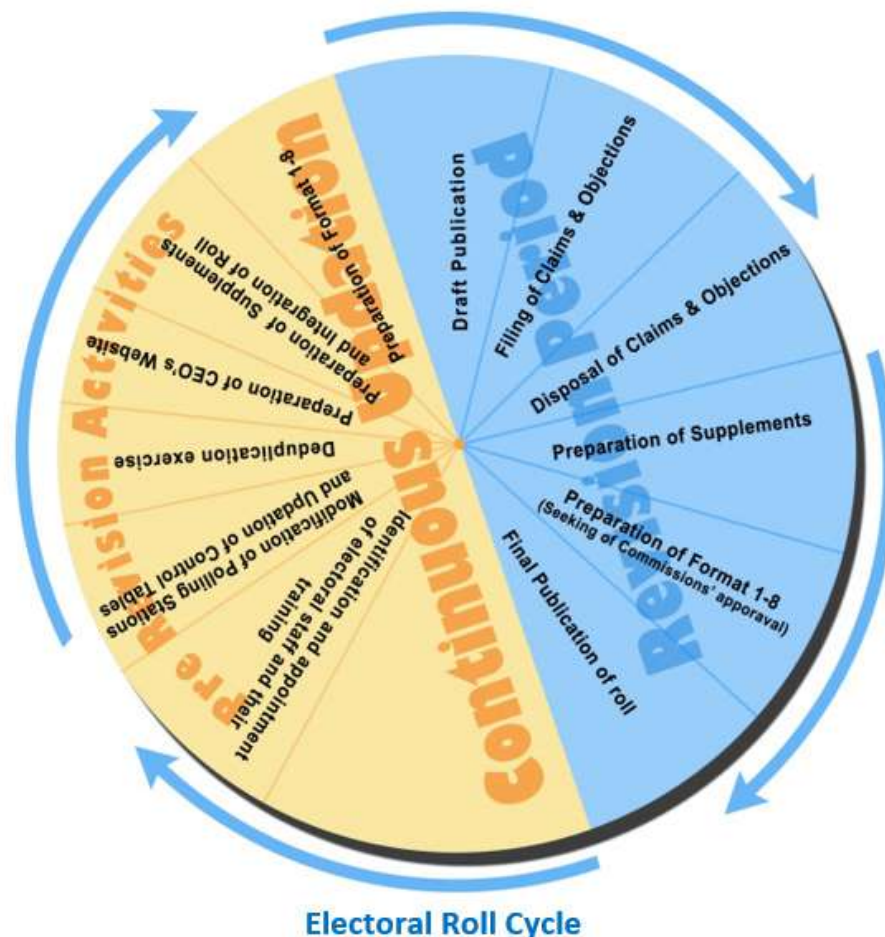 Draft Publication
Filing of Claims & Objections
Disposal of Claims & Objections
Preparation of Supplements
Preparation of Format 1-8
(Seeking of Commissions' apporaval)
Final Publication of roll
Revision period
Identification and appointment
of electoral staff and their
training
Modification of Polling Stations
and Updation of Control Tables
Deduplication exercise
Preparation of CEO's Website
Preparation of Supplements
and Integration of Roll
Preparation of Format 1-8
Pre Revision Activities
Continuous Updation
Electoral Roll Cycle